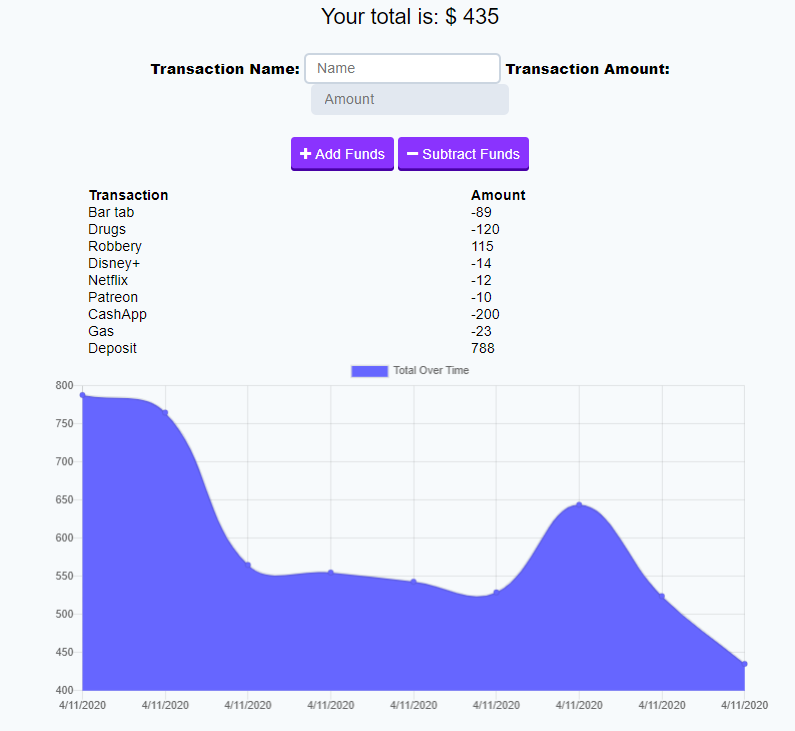 Your total is: $ 435
Transaction Name: Name Transaction Amount:
Amount
+ Add Funds − Subtract Funds
Transaction Amount
Bar tab -89
Drugs -120
Robbery 115
Disney+ -14
Netflix -12
Patreon -10
CashApp -200
Gas -23
Deposit 788
Total Over Time
800
750
700
650
600
550
500
450
400
4/11/2020 4/11/2020 4/11/2020 4/11/2020 4/11/2020 4/11/2020 4/11/2020 4/11/2020 4/11/2020